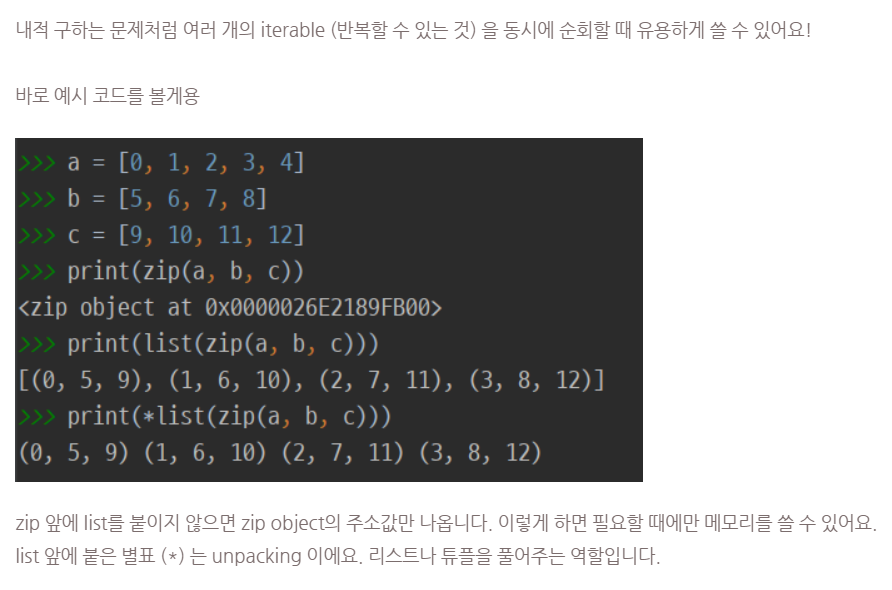 내적 구하는 문제처럼 여러 개의 iterable (반복할 수 있는 것) 을 동시에 순회할 때 유용하게 쓸 수 있어요!
바로 예시 코드를 볼게용
>>> a = [0, 1, 2, 3, 4]
>>> b = [5, 6, 7, 8]
>>> c = [9, 10, 11, 12]
>>> print(zip(a, b, c))
<zip object at 0x0000026E2189FB00>
>>> print(list(zip(a, b, c)))
[(0, 5, 9), (1, 6, 10), (2, 7, 11), (3, 8, 12)]
>>> print(*list(zip(a, b, c)))
(0, 5, 9) (1, 6, 10) (2, 7, 11) (3, 8, 12)
zip 앞에 list를 붙이지 않으면 zip object의 주소값만 나옵니다. 이렇게 하면 필요할 때에만 메모리를 쓸 수 있어요.
list 앞에 붙은 별표 (*) 는 unpacking 이에요. 리스트나 튜플을 풀어주는 역할입니다.